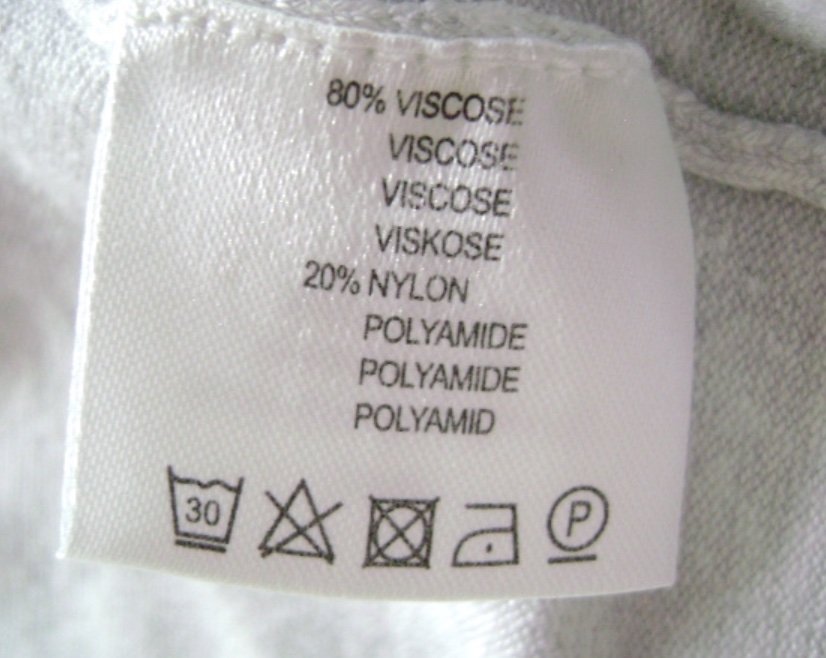 80% VISCOSE
VISCOSE
VISCOSE
VISKOSE
20% NYLON
POLYAMIDE
POLYAMIDE
POLYAMID
30 P